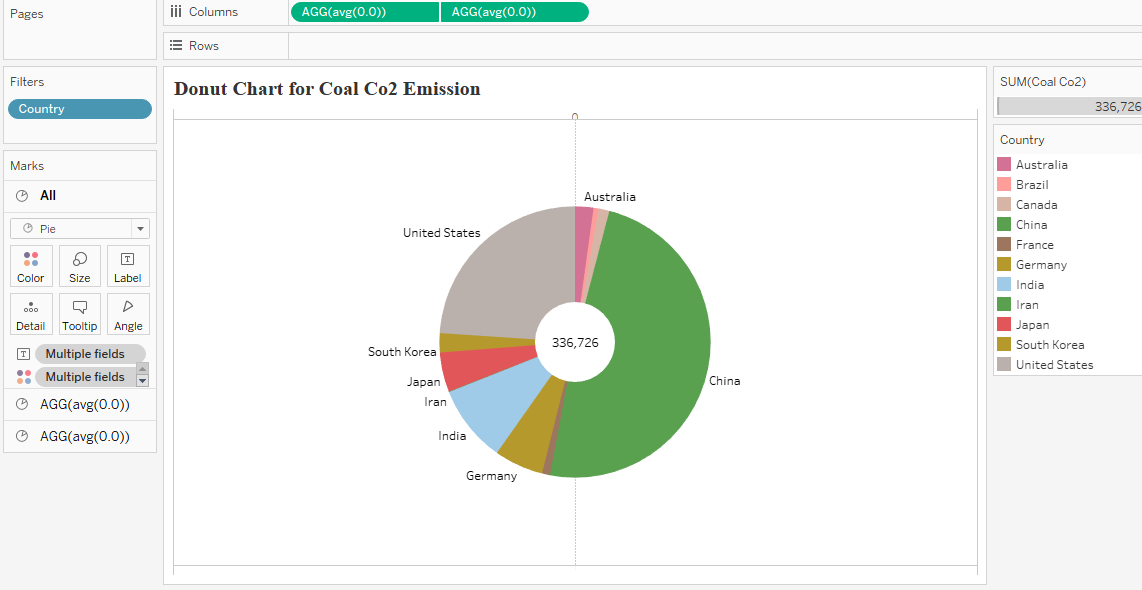 Pages
Columns
AGG(avg(0.0)) AGG(avg(0.0))
Rows
Filters
Country
Marks
All
Pie
Color Size Label
Detail Tooltip Angle
Multiple fields
Multiple fields
AGG(avg(0.0))
AGG(avg(0.0))
Donut Chart for Coal Co2 Emission
0
Australia
United States
336,726
South Korea
China
Japan
Iran
India
Germany
SUM(Coal Co2)
336,726
Country
Australia
Brazil
Canada
China
France
Germany
India
Iran
Japan
South Korea
United States